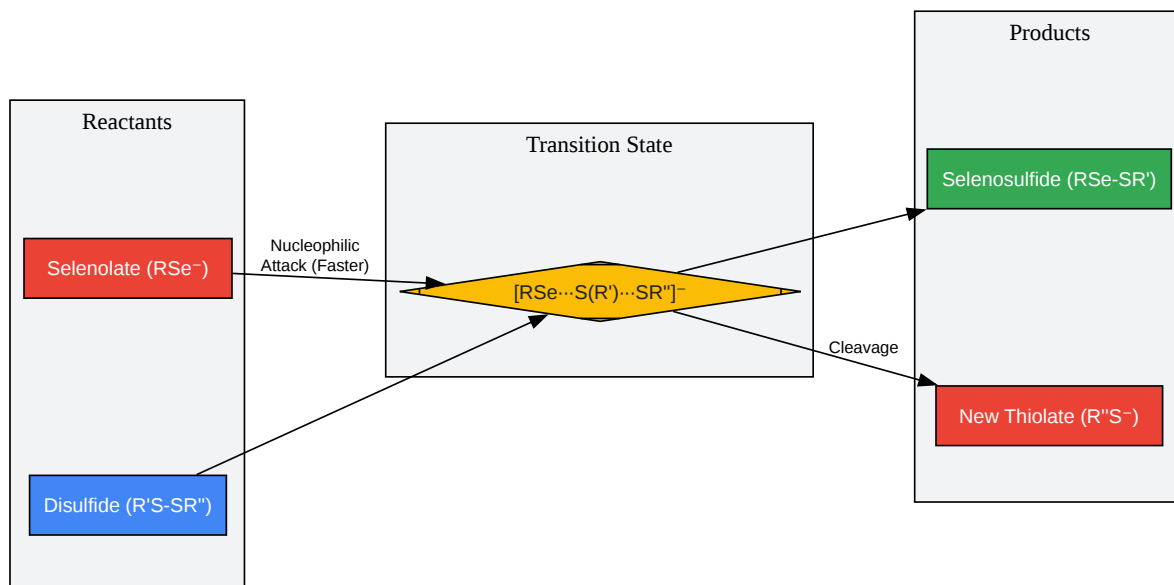 Reactants
Selenolate (RSe⁻)
Disulfide (R'S-SR'')
Nucleophilic
Attack (Faster)
Transition State
[RSe···S(R')···SR'']⁻
Cleavage
Products
Selenosulfide (RSe-SR')
New Thiolate (R''S⁻)